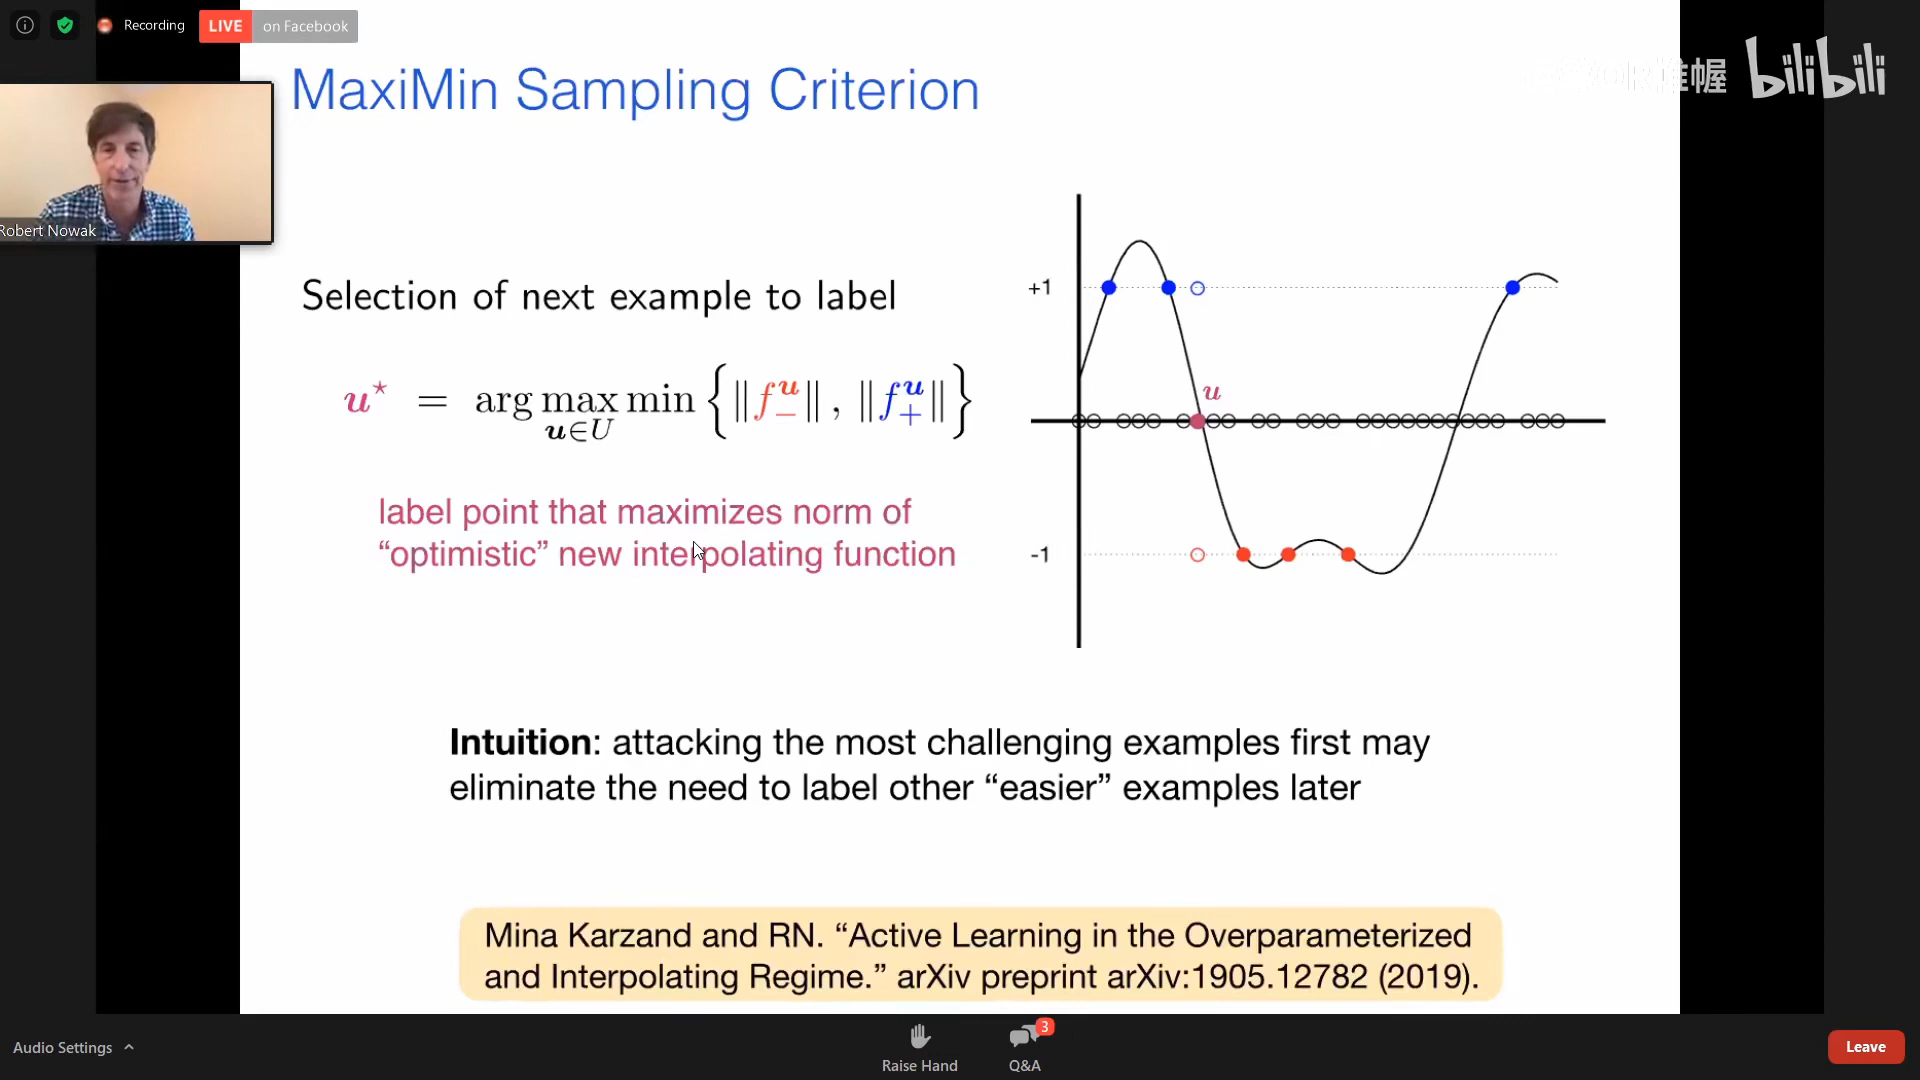 Recording
LIVE on Facebook
MaxiMin Sampling Criterion
bilibili
Robert Nowak
Selection of next example to label
u* = arg max min { ‖f₋ᵘ‖ , ‖f₊ᵘ‖ }
u∈U
label point that maximizes norm of
“optimistic” new interpolating function
+1
u
-1
Intuition: attacking the most challenging examples first may
eliminate the need to label other “easier” examples later
Mina Karzand and RN. “Active Learning in the Overparameterized
and Interpolating Regime.” arXiv preprint arXiv:1905.12782 (2019).
Audio Settings
Raise Hand
3
Q&A
Leave